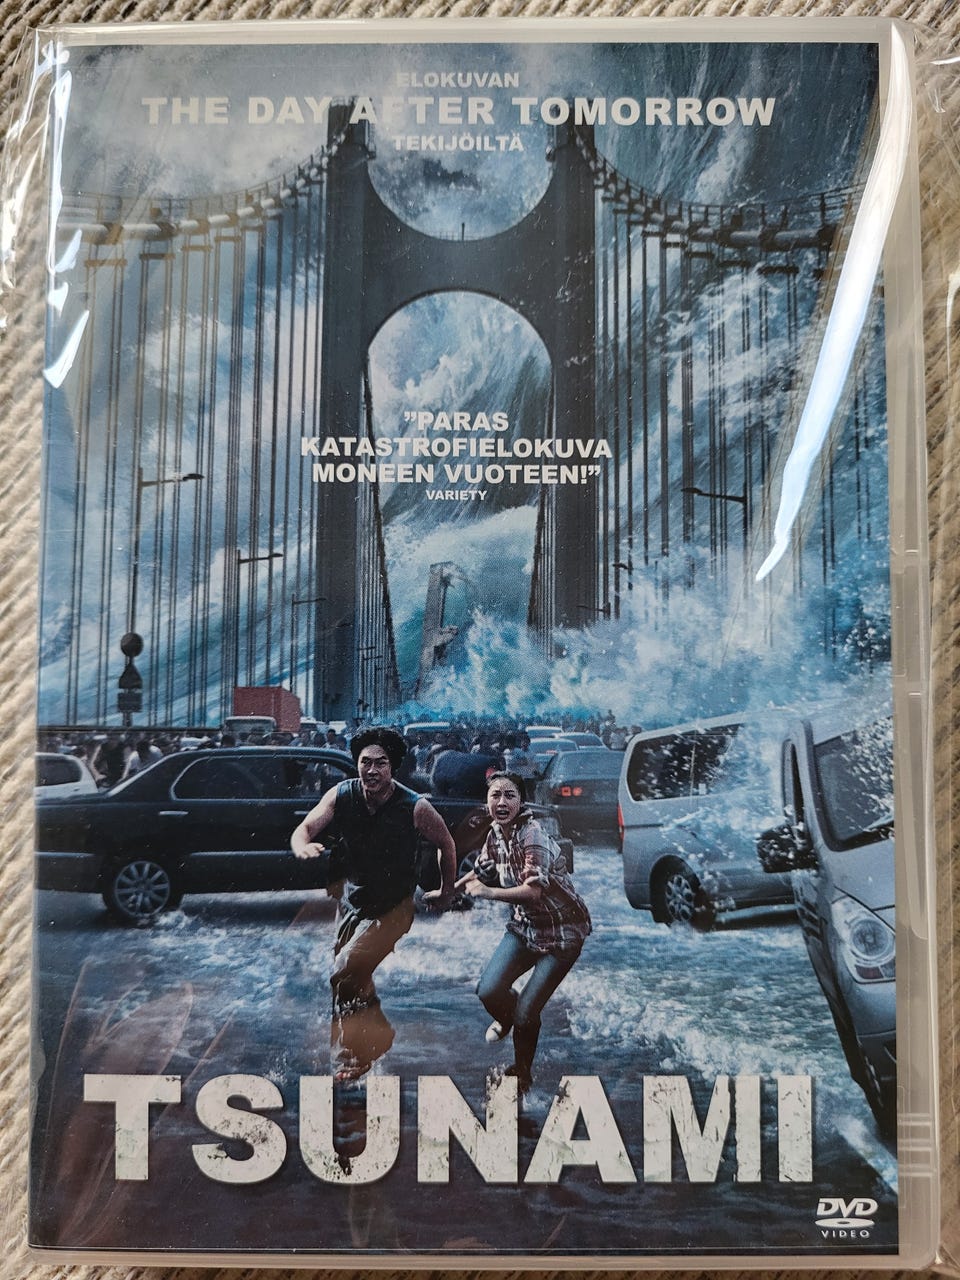 ELOKUVAN
THE DAY AFTER TOMORROW
TEKIJÖILTÄ
”PARAS
KATASTROFIELOKUVA
MONEEN VUOTEEN!”
VARIETY
TSUNAMI
DVD
VIDEO